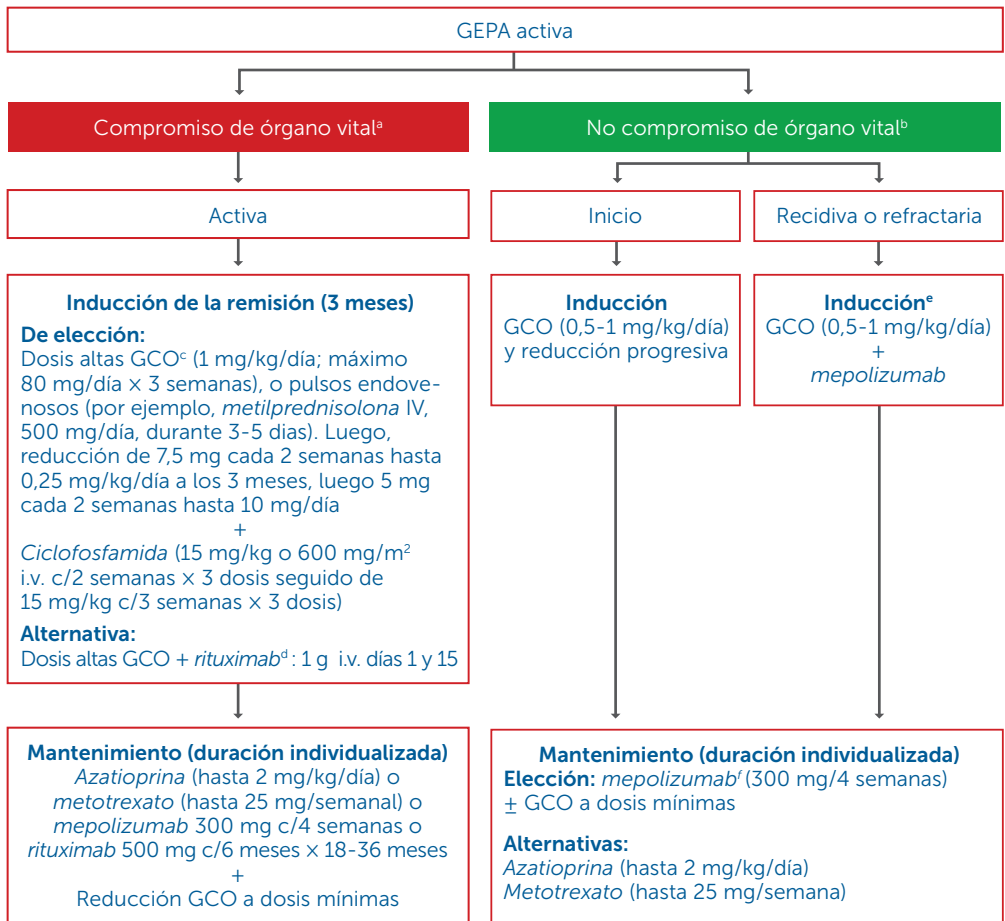 GEPA activa
Compromiso de órgano vitalᵃ
No compromiso de órgano vitalᵇ
Activa
Inicio
Recidiva o refractaria
Inducción de la remisión (3 meses)
De elección:
Dosis altas GCOᶜ (1 mg/kg/día; máximo
80 mg/día × 3 semanas), o pulsos endove-
nosos (por ejemplo, metilprednisolona IV,
500 mg/día, durante 3-5 dias). Luego,
reducción de 7,5 mg cada 2 semanas hasta
0,25 mg/kg/día a los 3 meses, luego 5 mg
cada 2 semanas hasta 10 mg/día
+
Ciclofosfamida (15 mg/kg o 600 mg/m²
i.v. c/2 semanas × 3 dosis seguido de
15 mg/kg c/3 semanas × 3 dosis)
Alternativa:
Dosis altas GCO + rituximabᵈ : 1 g i.v. días 1 y 15
Inducción
GCO (0,5-1 mg/kg/día)
y reducción progresiva
Inducciónᵉ
GCO (0,5-1 mg/kg/día)
+
mepolizumab
Mantenimiento (duración individualizada)
Azatioprina (hasta 2 mg/kg/día) o
metotrexato (hasta 25 mg/semanal) o
mepolizumab 300 mg c/4 semanas o
rituximab 500 mg c/6 meses × 18-36 meses
+
Reducción GCO a dosis mínimas
Mantenimiento (duración individualizada)
Elección: mepolizumabᶠ (300 mg/4 semanas)
± GCO a dosis mínimas
Alternativas:
Azatioprina (hasta 2 mg/kg/día)
Metotrexato (hasta 25 mg/semana)